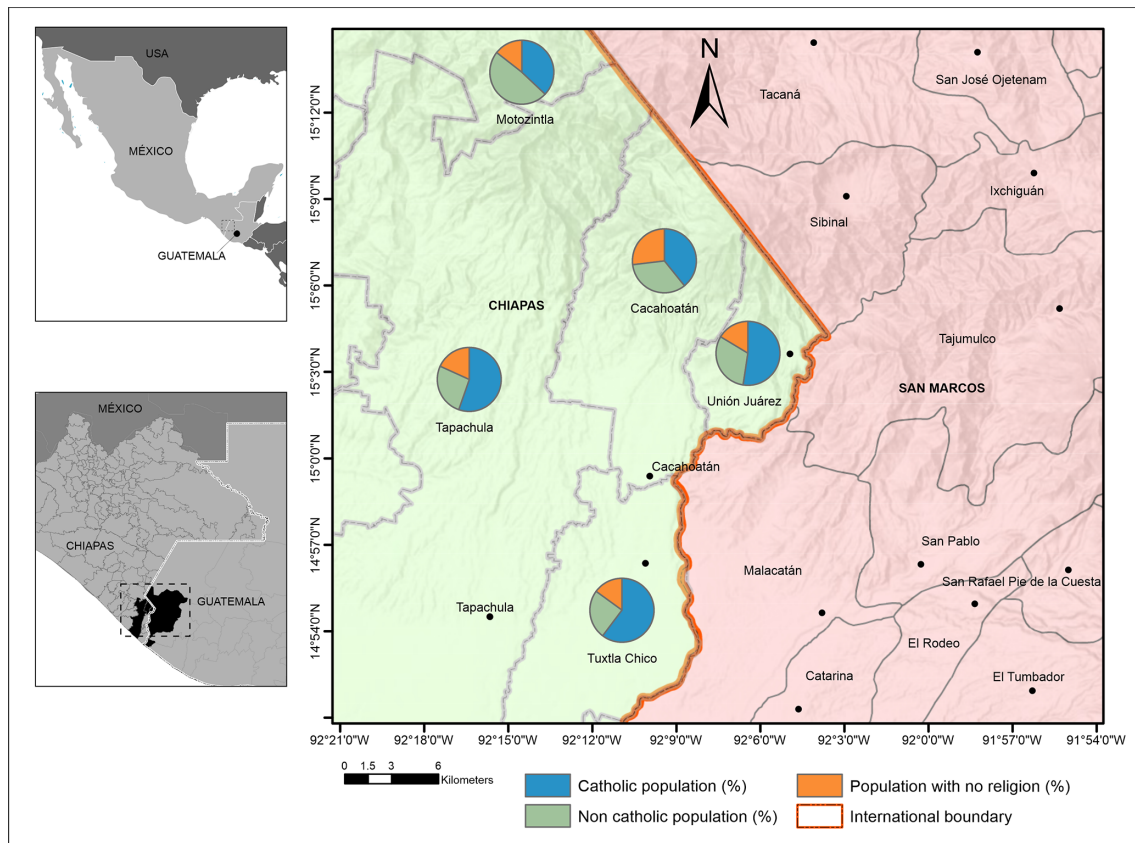 USA
MÉXICO
GUATEMALA
MÉXICO
CHIAPAS
GUATEMALA
N
Motozintla
Tacaná
San José Ojetenam
Ixchiguán
Sibinal
Cacahoatán
CHIAPAS
Tajumulco
Unión Juárez
SAN MARCOS
Tapachula
Cacahoatán
San Pablo
Malacatán
San Rafael Pie de la Cuesta
Tapachula
El Rodeo
Tuxtla Chico
Catarina
El Tumbador
15°12'0"N
15°9'0"N
15°6'0"N
15°3'0"N
15°0'0"N
14°57'0"N
14°54'0"N
92°21'0"W 92°18'0"W 92°15'0"W 92°12'0"W 92°9'0"W 92°6'0"W 92°3'0"W 92°0'0"W 91°57'0"W 91°54'0"W
0 1.5 3 6
Kilometers
Catholic population (%)
Non catholic population (%)
Population with no religion (%)
International boundary